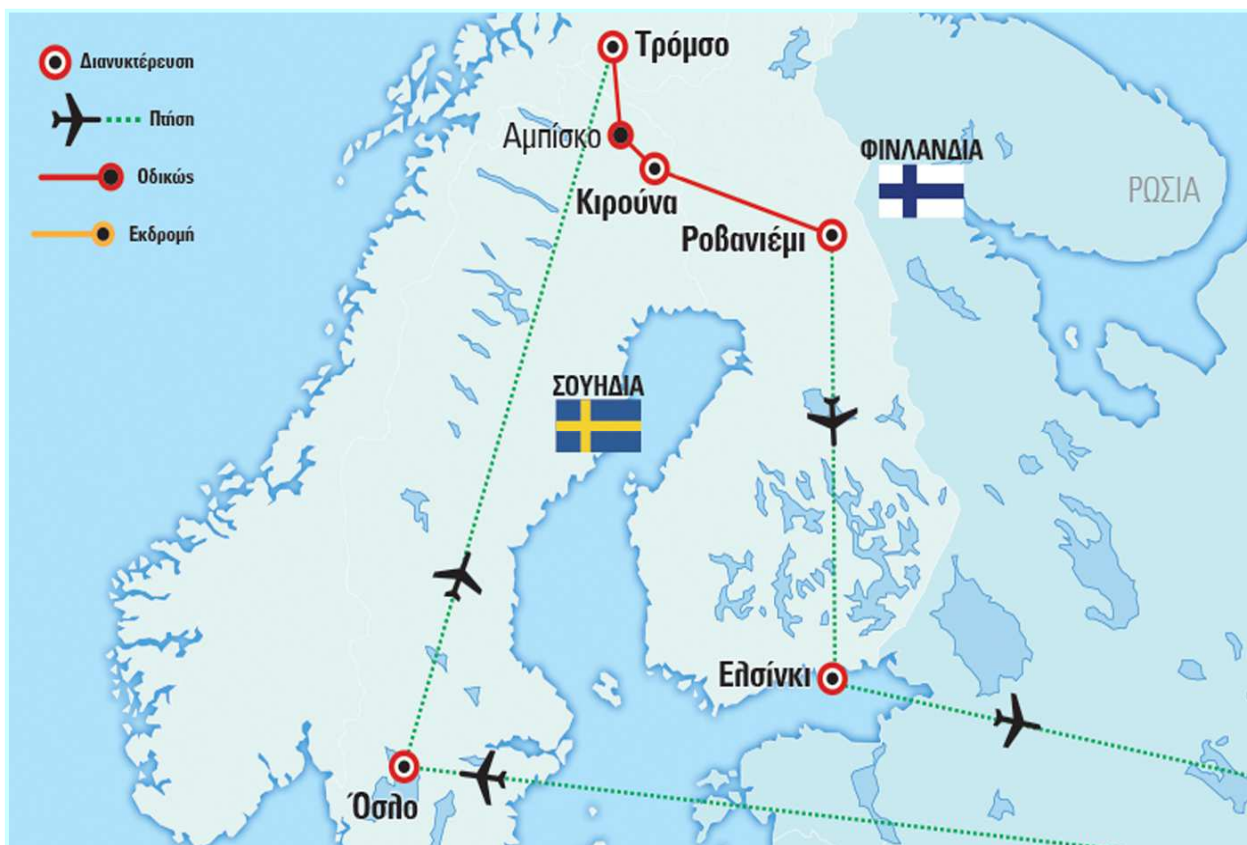 Διανυκτέρευση
Πτήση
Οδικώς
Εκδρομή
Τρόμσο
Αμπίσκο
Κιρούνα
Ροβανιέμι
ΦΙΝΛΑΝΔΙΑ
ΡΩΣΙΑ
ΣΟΥΗΔΙΑ
Ελσίνκι
Όσλο